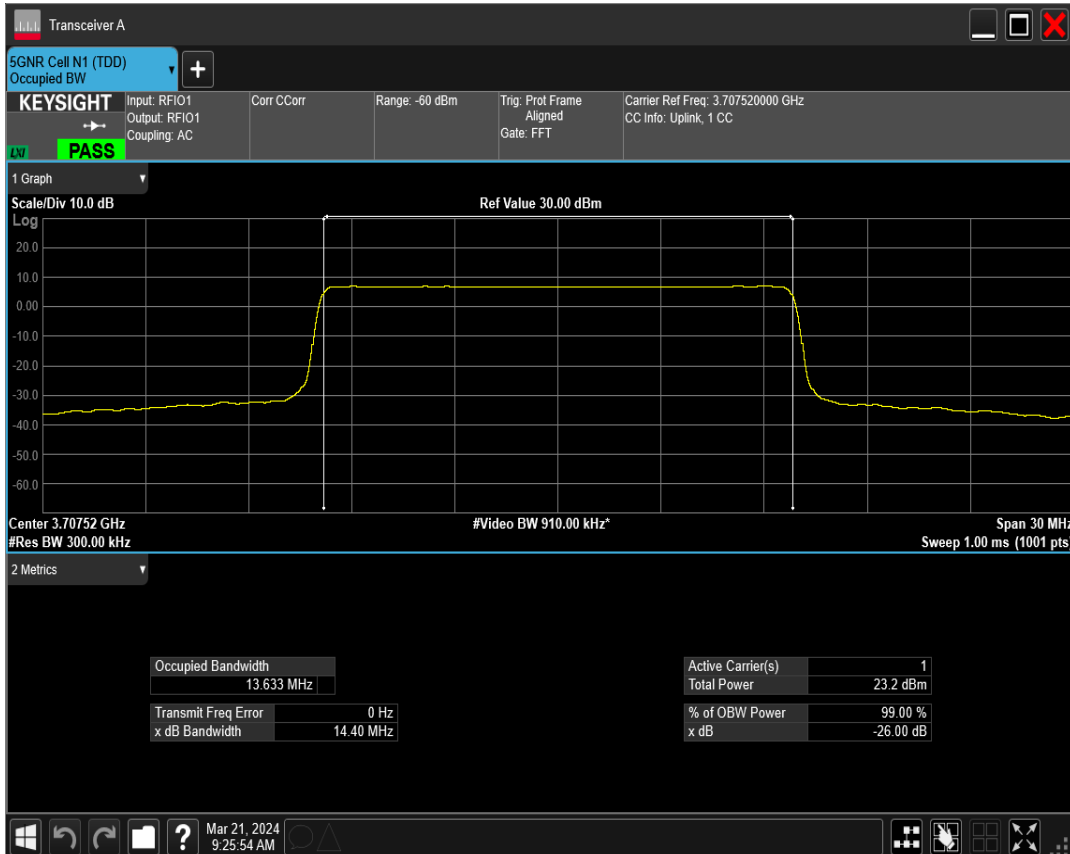 Transceiver A
5GNR Cell N1 (TDD)
Occupied BW
+
KEYSIGHT
LXI
PASS
Input: RFIO1
Output: RFIO1
Coupling: AC
Corr CCorr
Range: -60 dBm
Trig: Prot Frame
Aligned
Gate: FFT
Carrier Ref Freq: 3.707520000 GHz
CC Info: Uplink, 1 CC
1 Graph
Scale/Div 10.0 dB
Ref Value 30.00 dBm
Log
20.0
10.0
0.00
-10.0
-20.0
-30.0
-40.0
-50.0
-60.0
Center 3.70752 GHz
#Video BW 910.00 kHz*
Span 30 MHz
#Res BW 300.00 kHz
Sweep 1.00 ms (1001 pts)
2 Metrics
Occupied Bandwidth
13.633 MHz
Transmit Freq Error 0 Hz
x dB Bandwidth 14.40 MHz
Active Carrier(s) 1
Total Power 23.2 dBm
% of OBW Power 99.00 %
x dB -26.00 dB
?
Mar 21, 2024
9:25:54 AM